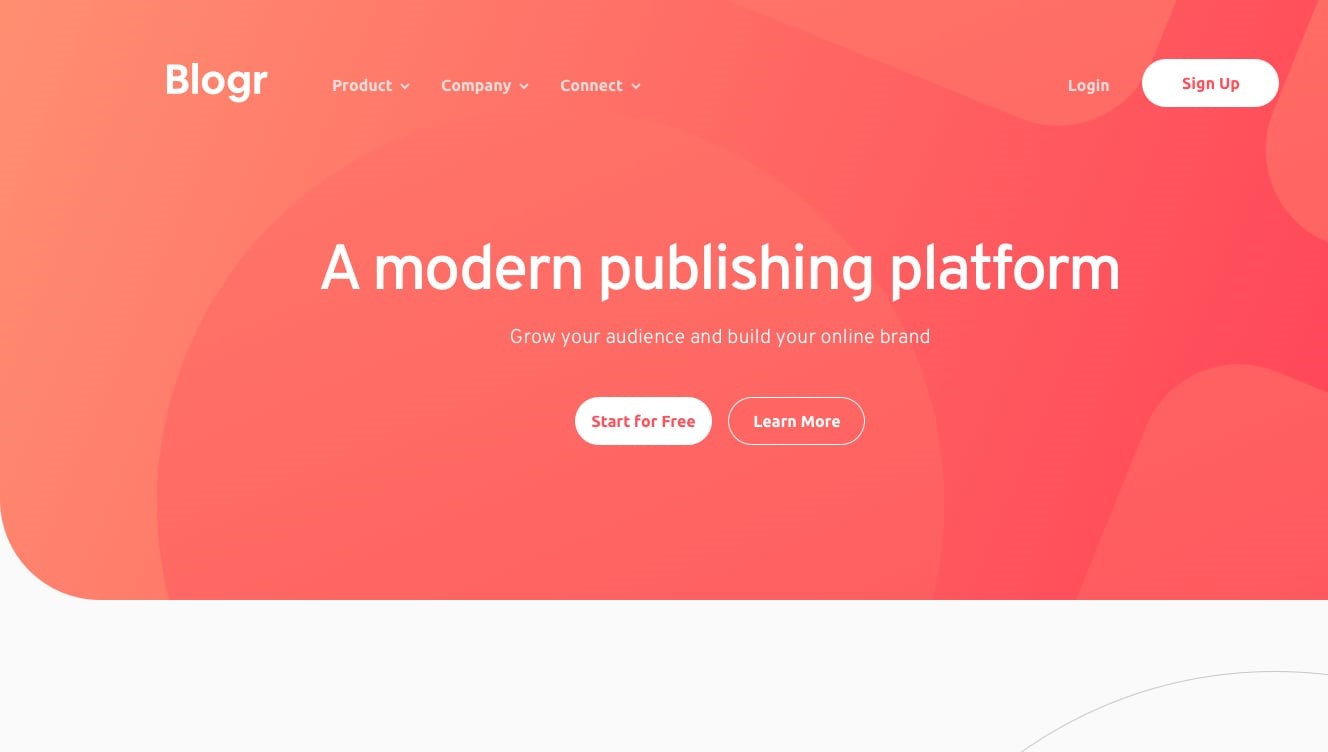 Blogr
Product Company Connect Login Sign Up
A modern publishing platform
Grow your audience and build your online brand
Start for Free Learn More